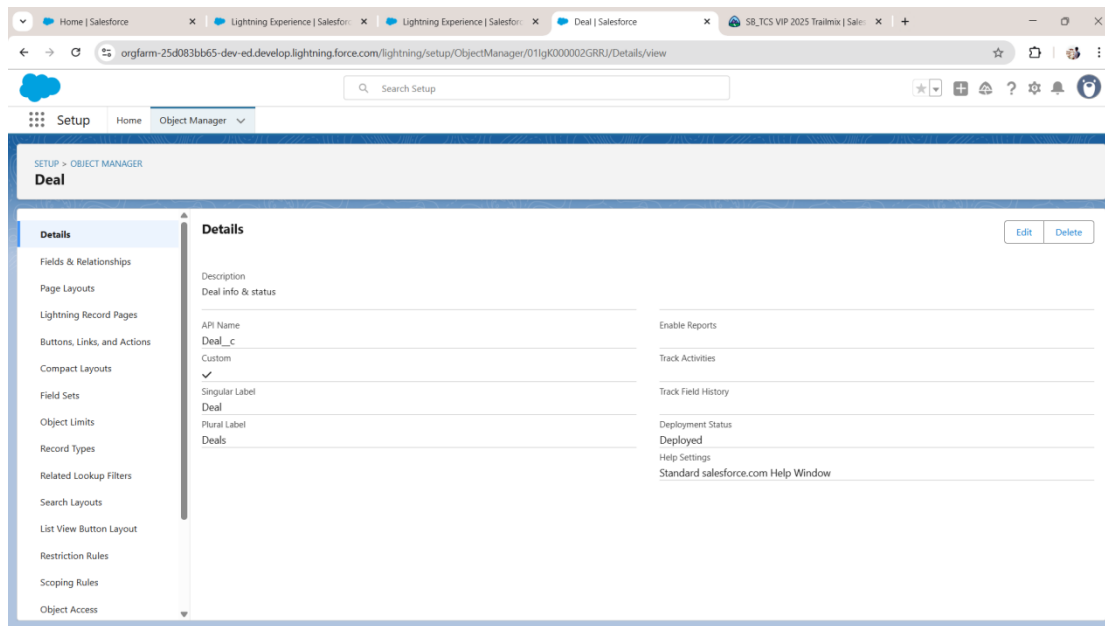 Home | Salesforce
Lightning Experience | Salesforc
Lightning Experience | Salesforc
Deal | Salesforce
SB_TCS VIP 2025 Trailmix | Sales
orgfarm-25d083bb65-dev-ed.develop.lightning.force.com/lightning/setup/ObjectManager/01IgK000002GRRJ/Details/view
Search Setup
Setup
Home
Object Manager
SETUP > OBJECT MANAGER
Deal
Details
Fields & Relationships
Page Layouts
Lightning Record Pages
Buttons, Links, and Actions
Compact Layouts
Field Sets
Object Limits
Record Types
Related Lookup Filters
Search Layouts
List View Button Layout
Restriction Rules
Scoping Rules
Object Access
Details
Edit
Delete
Description
Deal info & status
API Name
Deal__c
Custom
Singular Label
Deal
Plural Label
Deals
Enable Reports
Track Activities
Track Field History
Deployment Status
Deployed
Help Settings
Standard salesforce.com Help Window